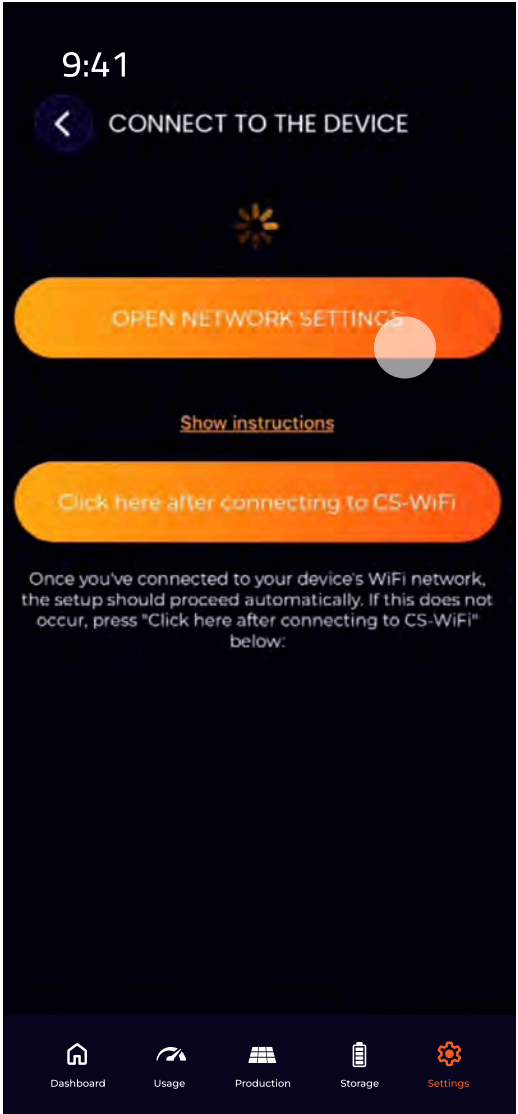 9:41
CONNECT TO THE DEVICE
OPEN NETWORK SETTINGS
Show instructions
Click here after connecting to CS-WiFi
Once you've connected to your device's WiFi network,
the setup should proceed automatically. If this does not
occur, press "Click here after connecting to CS-WiFi"
below:
Dashboard
Usage
Production
Storage
Settings